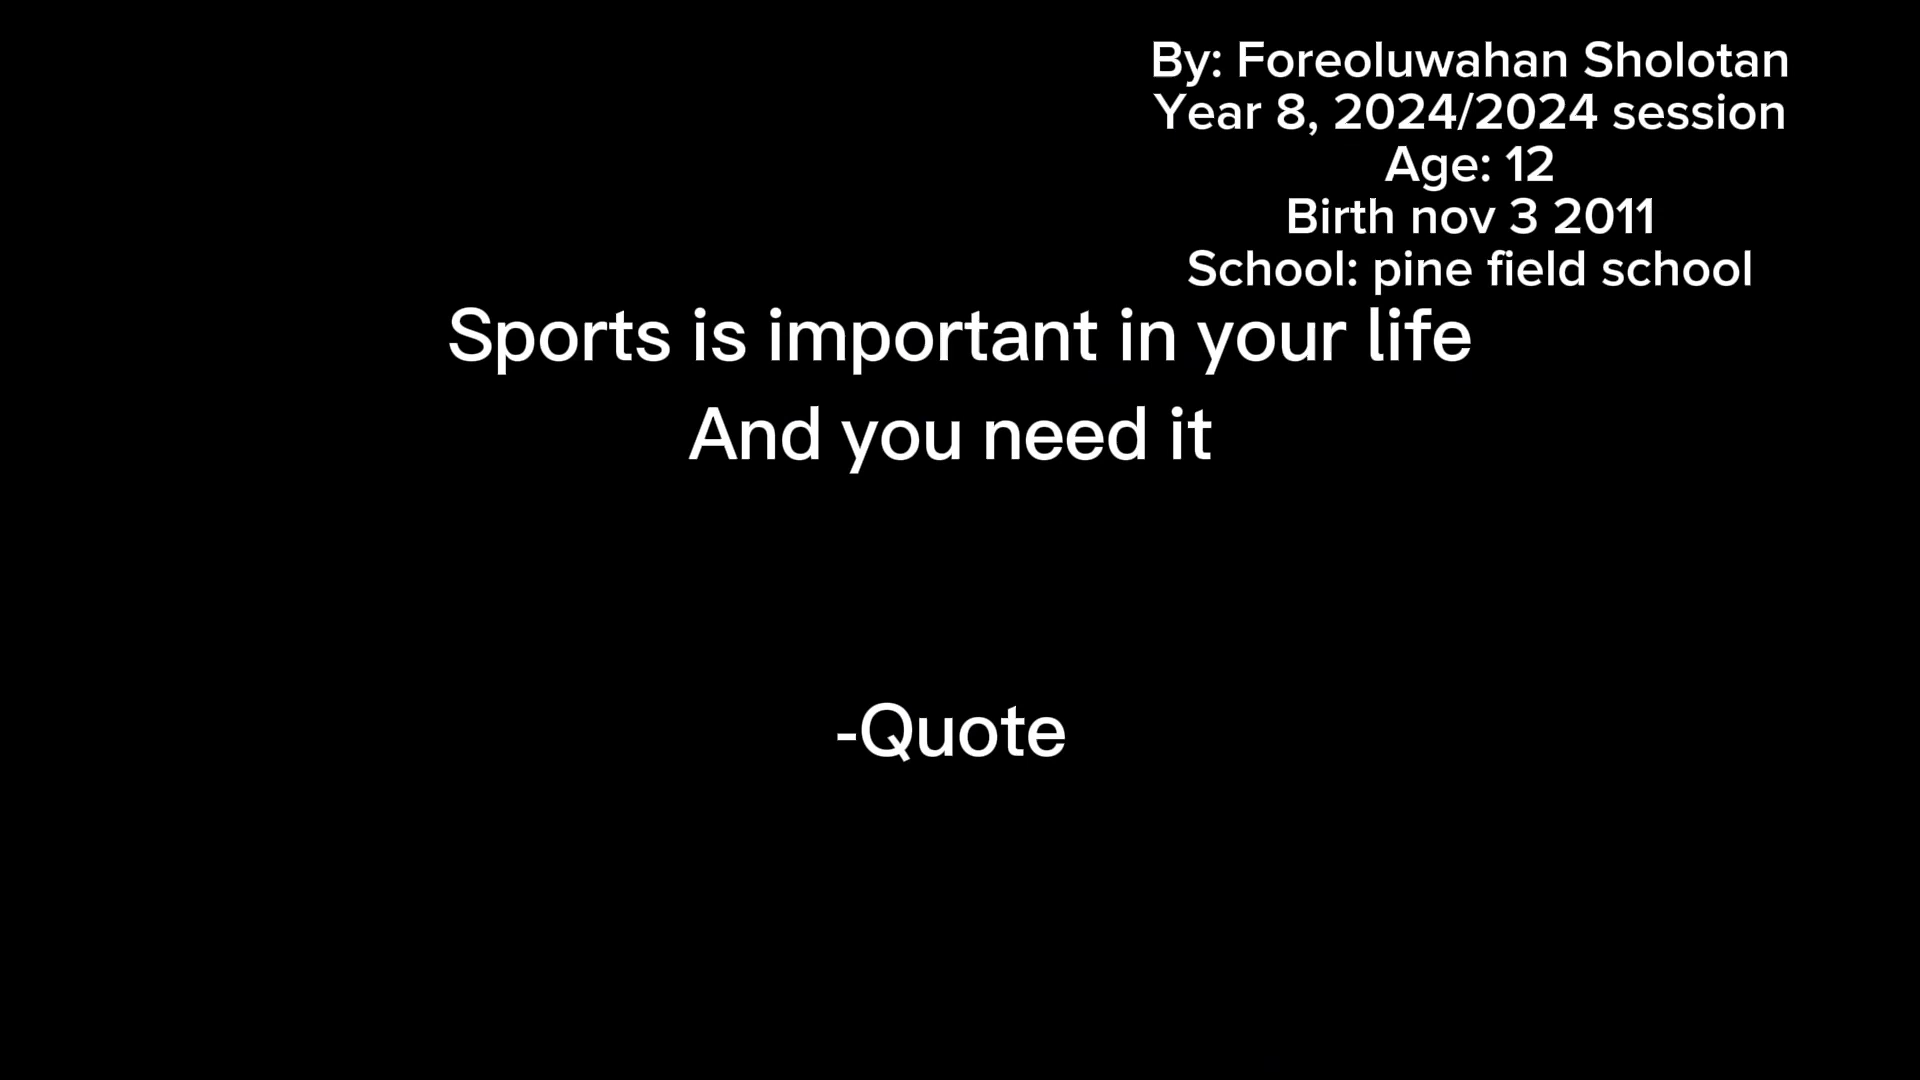 By: Foreoluwahan Sholotan
Year 8, 2024/2024 session
Age: 12
Birth nov 3 2011
School: pine field school
Sports is important in your life
And you need it
-Quote